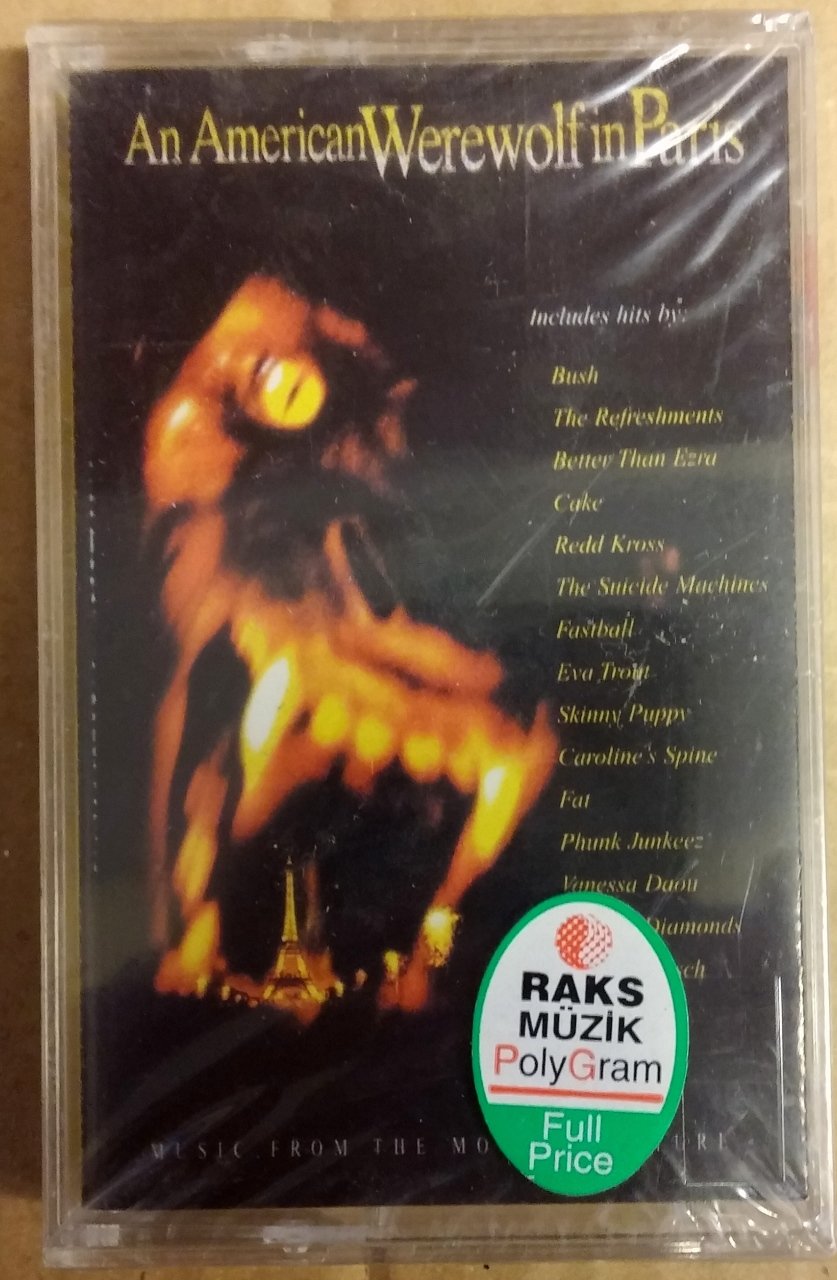 An American Werewolf in Paris
Includes hits by:
Bush
The Refreshments
Better Than Ezra
Cake
Redd Kross
The Suicide Machines
Fastball
Eva Trout
Skinny Puppy
Caroline's Spine
Fat
Phunk Junkeez
Vanessa Daou
Diamonds
RAKS
MÜZİK
PolyGram
Full
Price
MUSIC FROM THE